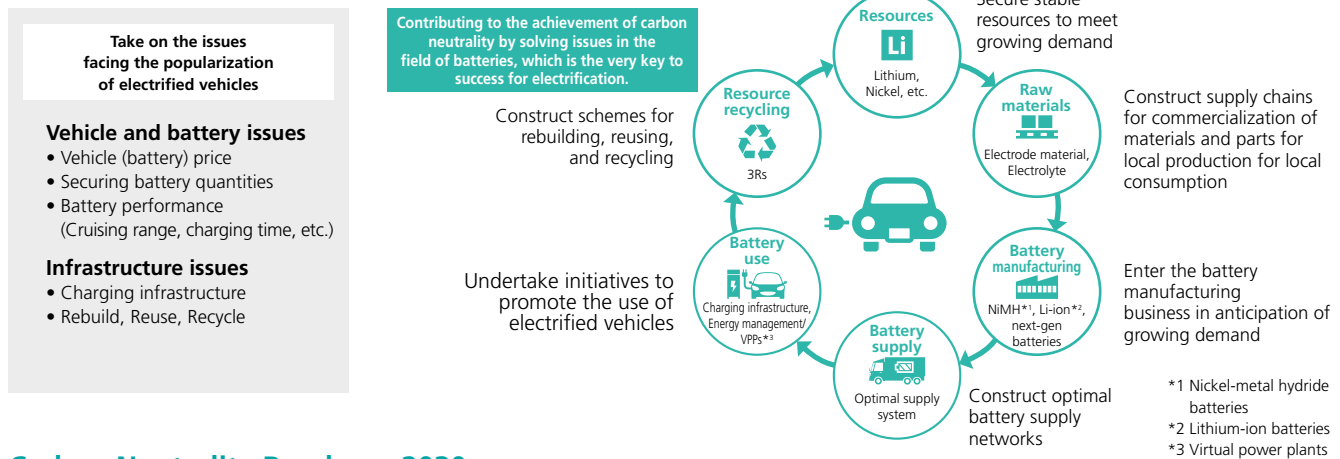 Take on the issues
facing the popularization
of electrified vehicles
Vehicle and battery issues
• Vehicle (battery) price
• Securing battery quantities
• Battery performance
(Cruising range, charging time, etc.)
Infrastructure issues
• Charging infrastructure
• Rebuild, Reuse, Recycle
Contributing to the achievement of carbon
neutrality by solving issues in the
field of batteries, which is the very key to
success for electrification.
Resources
Li
Lithium,
Nickel, etc.
Secure stable
resources to meet
growing demand
Raw
materials
Electrode material,
Electrolyte
Construct supply chains
for commercialization of
materials and parts for
local production for local
consumption
Battery
manufacturing
NiMH*1, Li-ion*2,
next-gen
batteries
Enter the battery
manufacturing
business in anticipation of
growing demand
Battery
supply
Optimal supply
system
Construct optimal
battery supply
networks
Battery
use
Charging infrastructure,
Energy management/
VPPs*3
Undertake initiatives to
promote the use of
electrified vehicles
Resource
recycling
3Rs
Construct schemes for
rebuilding, reusing,
and recycling
*1 Nickel-metal hydride
batteries
*2 Lithium-ion batteries
*3 Virtual power plants